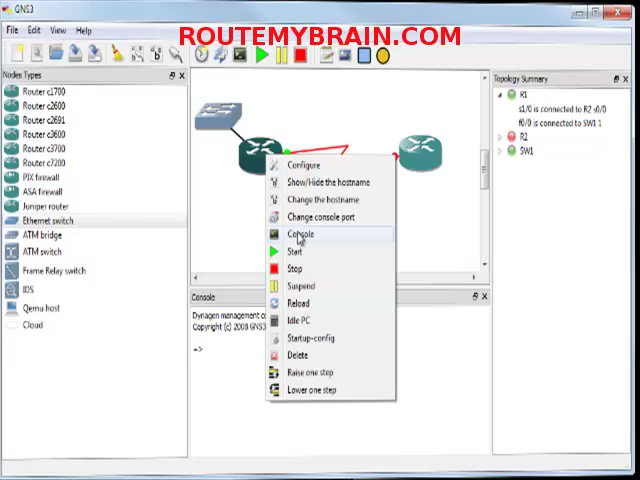 GNS3
File Edit View Help
ROUTEMYBRAIN.COM
Nodes Types
Router c1700
Router c2600
Router c2691
Router c3600
Router c3700
Router c7200
PIX firewall
ASA firewall
Juniper router
Ethernet switch
ATM bridge
ATM switch
Frame Relay switch
IDS
Qemu host
Cloud
Configure
Show/Hide the hostname
Change the hostname
Change console port
Console
Start
Stop
Suspend
Reload
Idle PC
Startup-config
Delete
Raise one step
Lower one step
Console
Dynagen management co
Copyright (c) 2008 GNS3
=>
Topology Summary
R1
s1/0 is connected to R2 s0/0
f0/0 is connected to SW1 1
R2
SW1